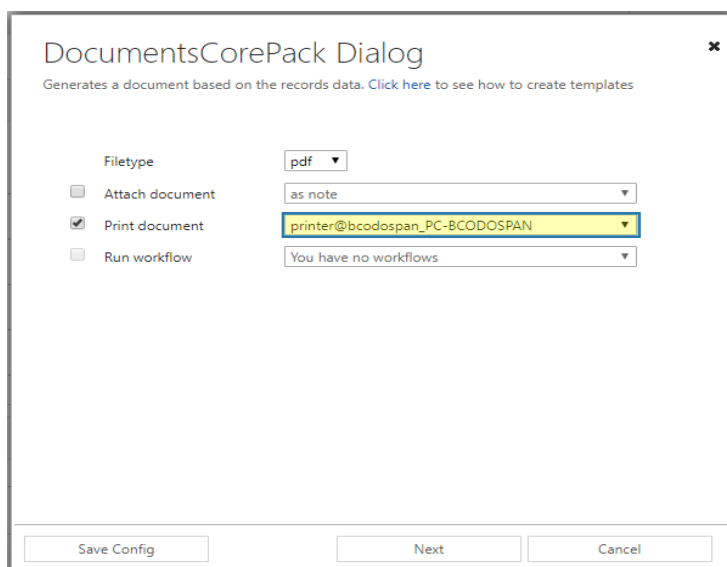 DocumentsCorePack Dialog
Generates a document based on the records data. Click here to see how to create templates
Filetype pdf
Attach document as note
Print document printer@bcodospan_PC-BCODOSPAN
Run workflow You have no workflows
Save Config Next Cancel